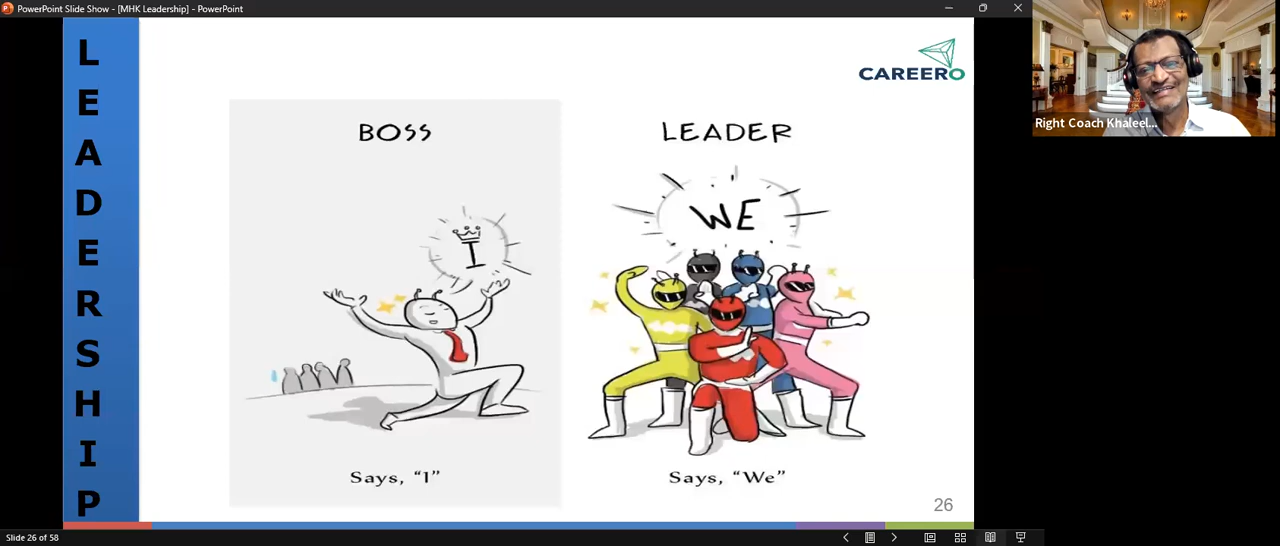 PowerPoint Slide Show - [MHK Leadership] - PowerPoint
LEADERSHIP
CAREERO
BOSS
I
Says, "I"
LEADER
WE
Says, "We"
26
Right Coach Khaleel...
Slide 26 of 58